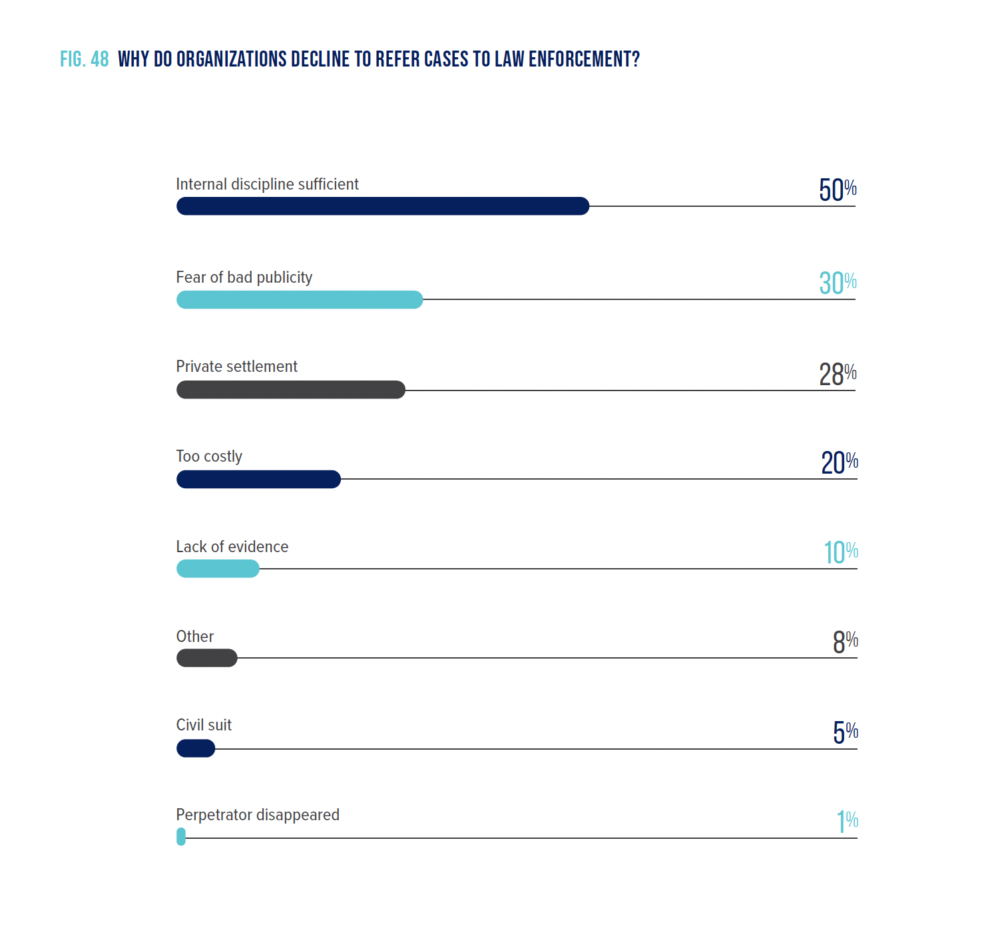 FIG. 48 WHY DO ORGANIZATIONS DECLINE TO REFER CASES TO LAW ENFORCEMENT?
Internal discipline sufficient 50%
Fear of bad publicity 30%
Private settlement 28%
Too costly 20%
Lack of evidence 10%
Other 8%
Civil suit 5%
Perpetrator disappeared 1%